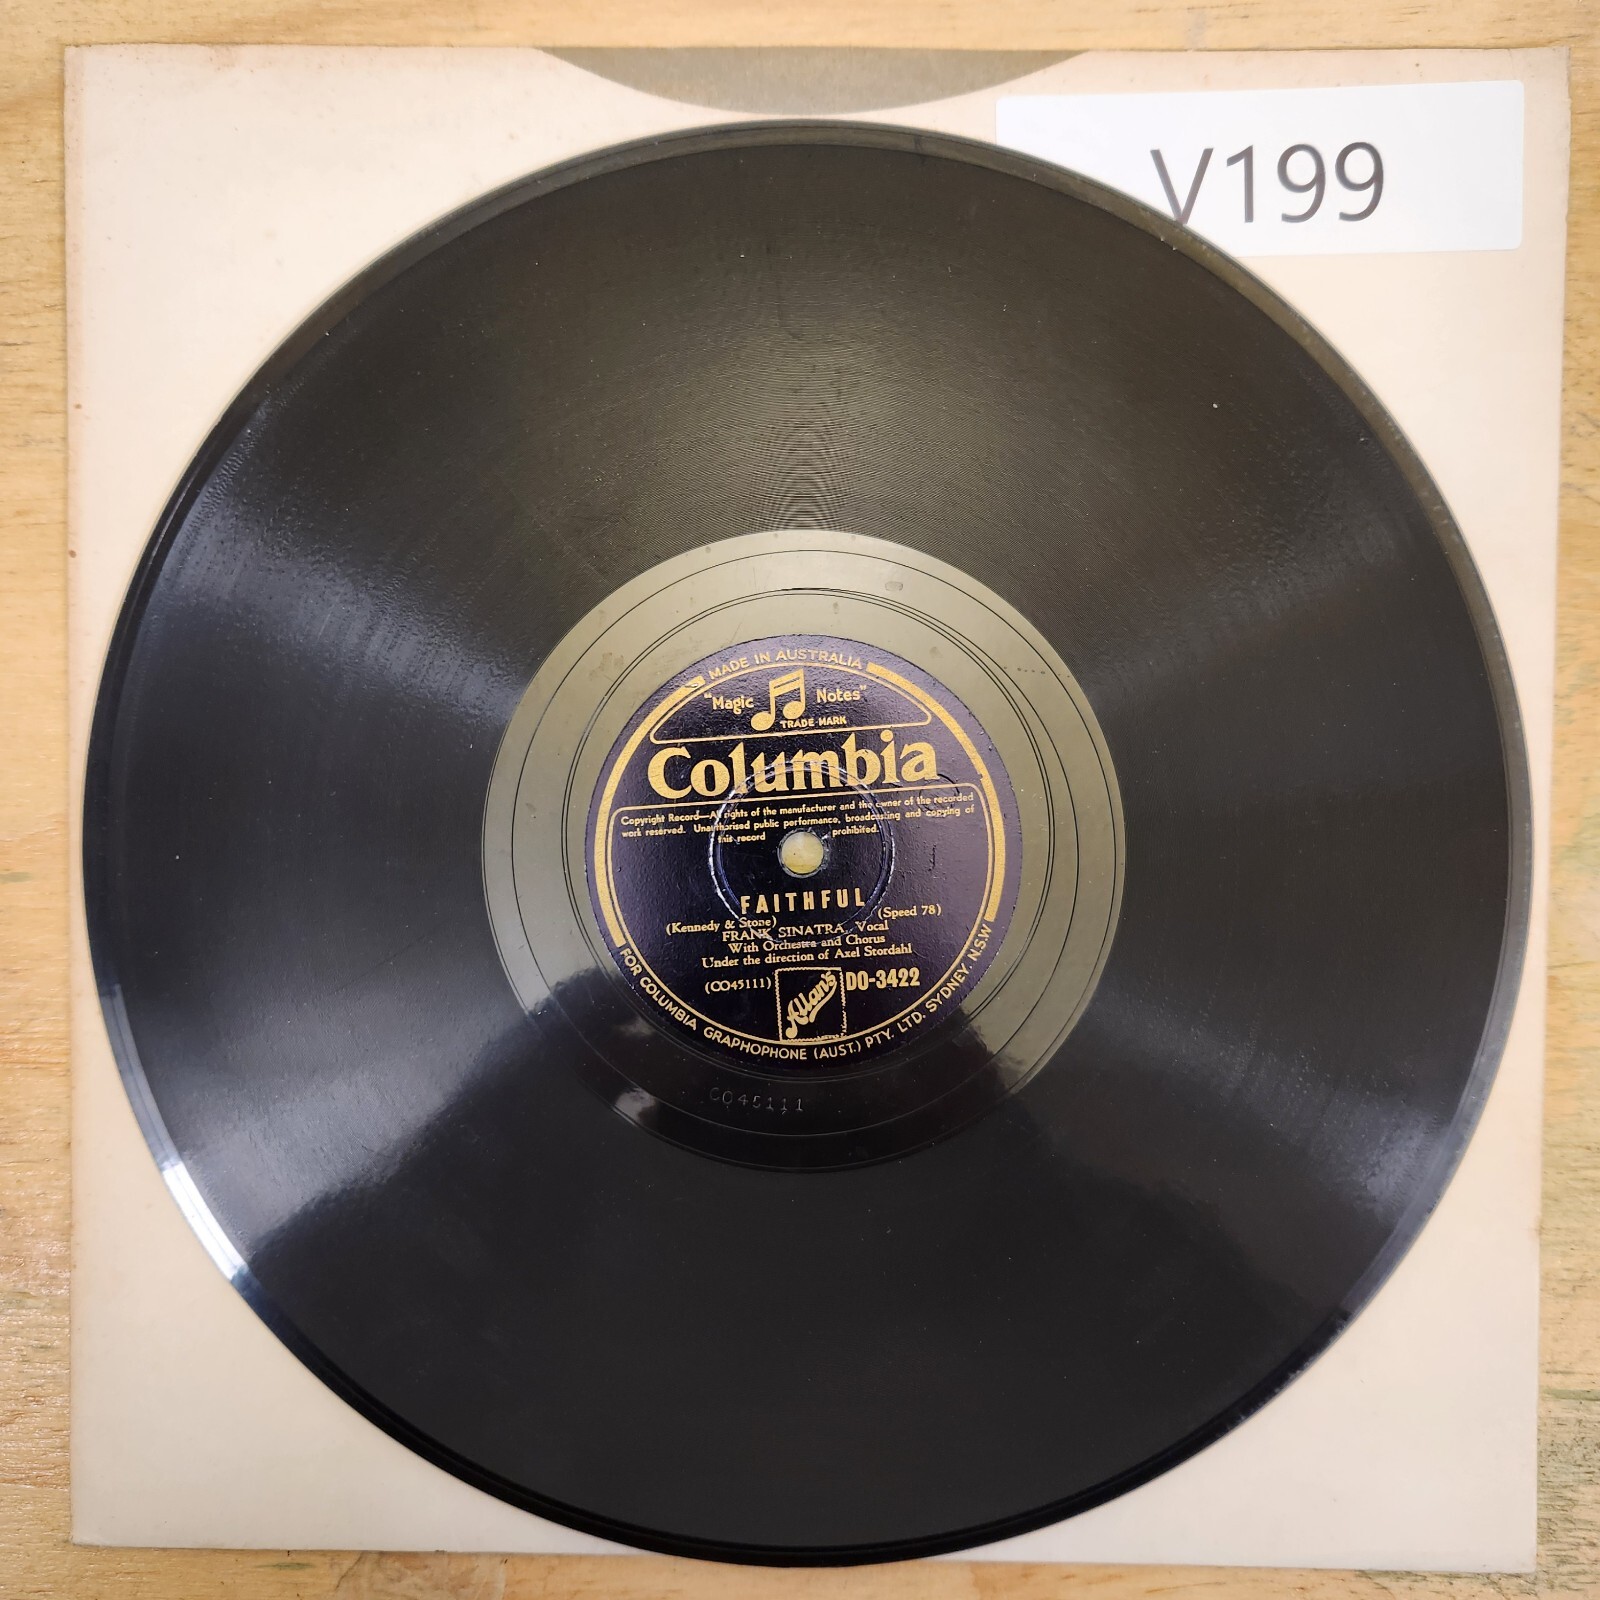 V199
MADE IN AUSTRALIA
"Magic Notes"
TRADE-MARK
Columbia
Copyright Record—All rights of the manufacturer and the owner of the recorded
work reserved. Unauthorised public performance, broadcasting and copying of
this record prohibited.
FAITHFUL
(Speed 78)
(Kennedy & Stone)
FRANK SINATRA, Vocal
With Orchestra and Chorus
Under the direction of Axel Stordahl
(CO45111)
Allan's
DO-3422
FOR COLUMBIA GRAPHOPHONE (AUST.) PTY. LTD. SYDNEY. N.S.W
CO45111